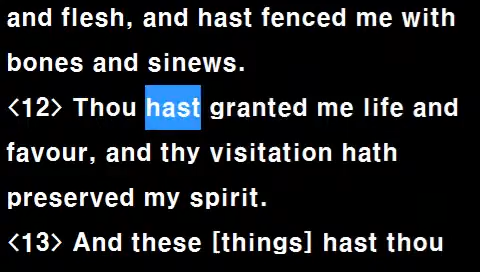 and flesh, and hast fenced me with
bones and sinews.
<12> Thou hast granted me life and
favour, and thy visitation hath
preserved my spirit.
<13> And these [things] hast thou